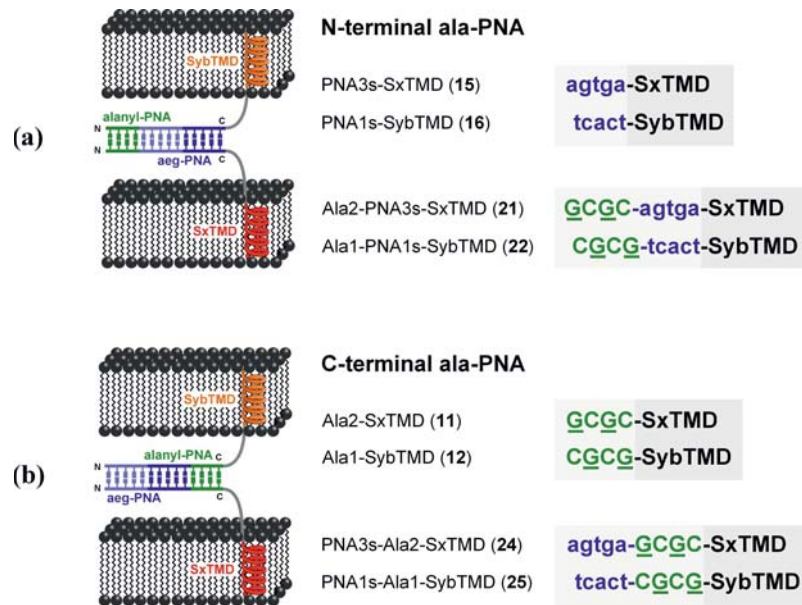 N-terminal ala-PNA
SybTMD
PNA3s-SxTMD (15) agtga-SxTMD
alanyl-PNA
N C
PNA1s-SybTMD (16) tcact-SybTMD
(a)
N C
aeg-PNA
Ala2-PNA3s-SxTMD (21) GCGC-agtga-SxTMD
SxTMD
Ala1-PNA1s-SybTMD (22) CGCG-tcact-SybTMD
C-terminal ala-PNA
SybTMD
Ala2-SxTMD (11) GCGC-SxTMD
alanyl-PNA C
N
Ala1-SybTMD (12) CGCG-SybTMD
(b)
N
aeg-PNA C
PNA3s-Ala2-SxTMD (24) agtga-GCGC-SxTMD
SxTMD
PNA1s-Ala1-SybTMD (25) tcact-CGCG-SybTMD